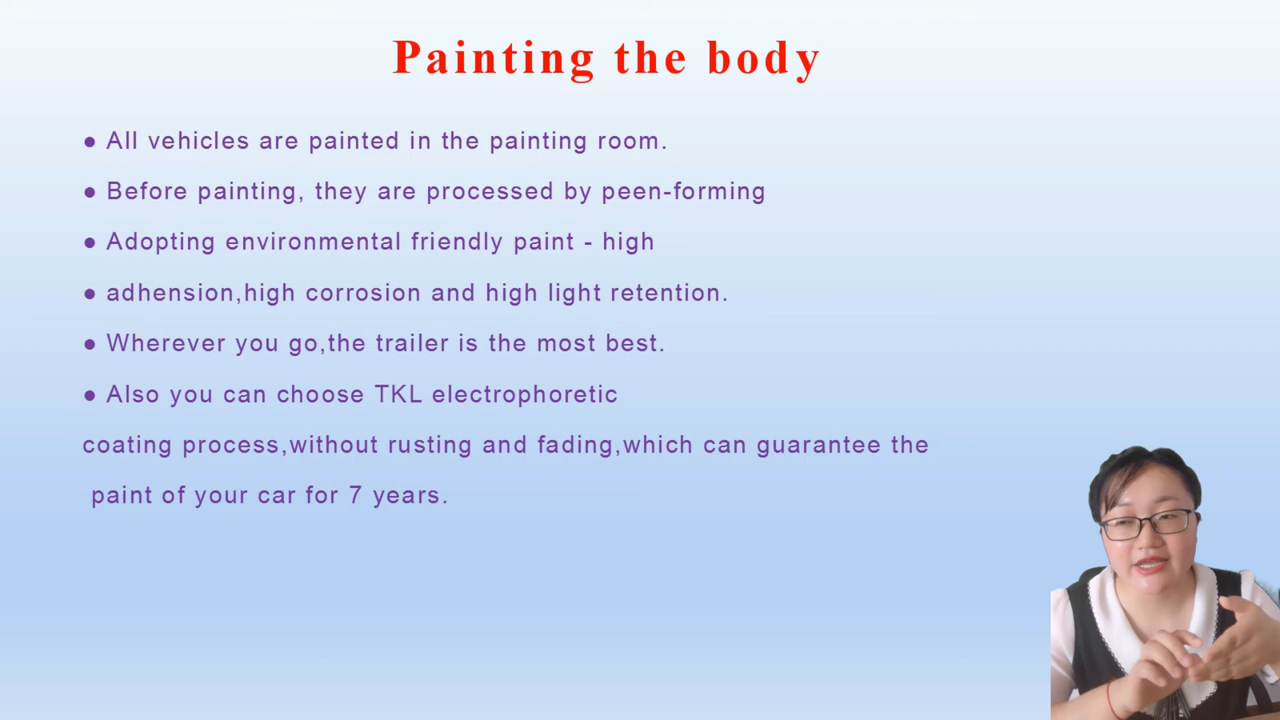 Painting the body
● All vehicles are painted in the painting room.
● Before painting, they are processed by peen-forming
● Adopting environmental friendly paint - high
● adhension,high corrosion and high light retention.
● Wherever you go,the trailer is the most best.
● Also you can choose TKL electrophoretic
coating process,without rusting and fading,which can guarantee the
paint of your car for 7 years.